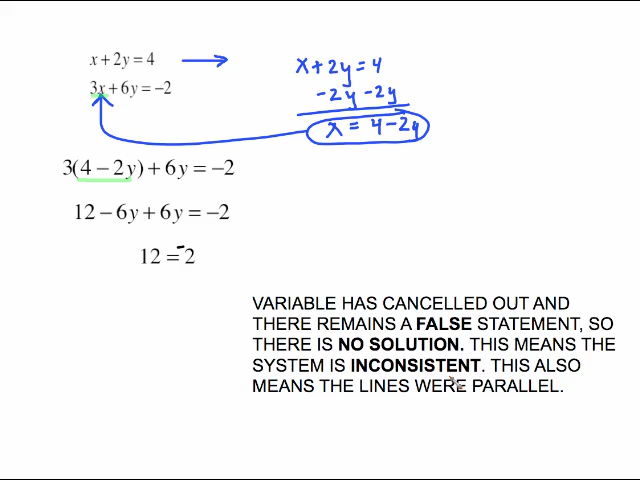 x + 2y = 4
3x + 6y = −2
x + 2y = 4
-2y -2y
x = 4 - 2y
3(4 − 2y) + 6y = −2
12 − 6y + 6y = −2
12 = -2
VARIABLE HAS CANCELLED OUT AND
THERE REMAINS A FALSE STATEMENT, SO
THERE IS NO SOLUTION. THIS MEANS THE
SYSTEM IS INCONSISTENT. THIS ALSO
MEANS THE LINES WERE PARALLEL.